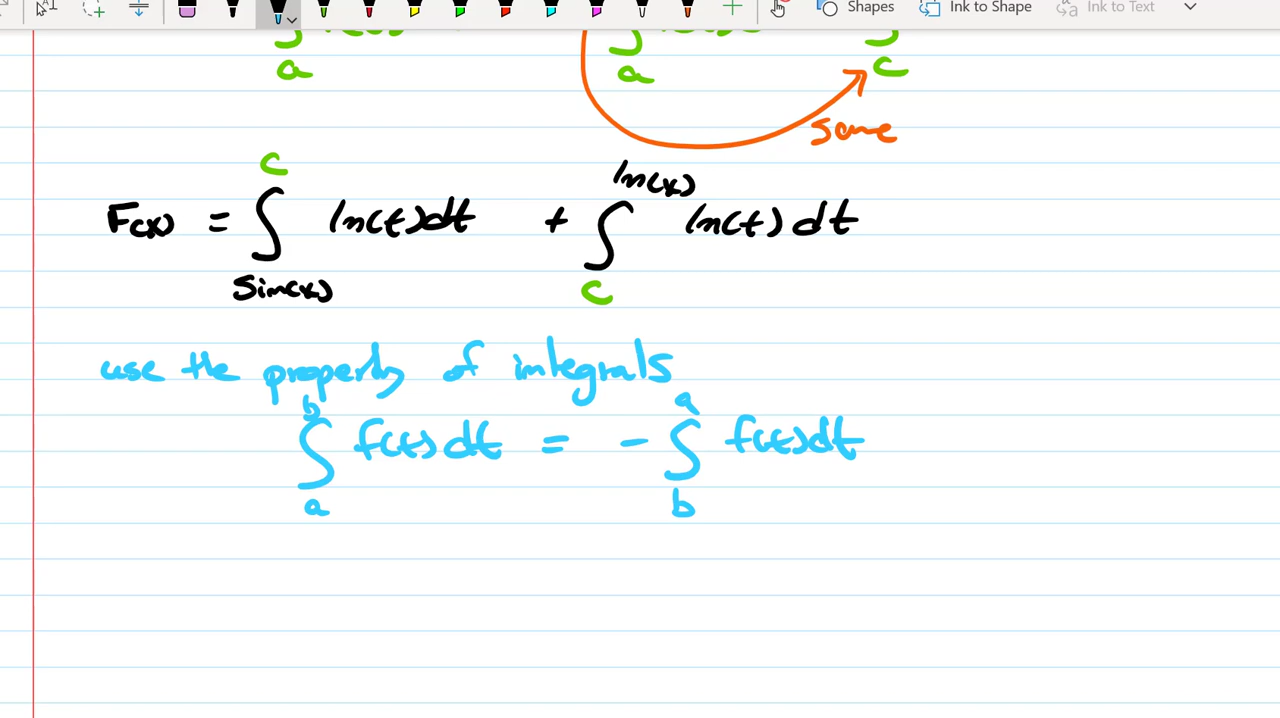 Shapes Ink to Shape Ink to Text
a a c
same
c ln(x)
F(x) = ∫ ln(t)dt + ∫ ln(t)dt
sin(x) c
use the property of integrals
b a
∫ f(t)dt = - ∫ f(t)dt
a b